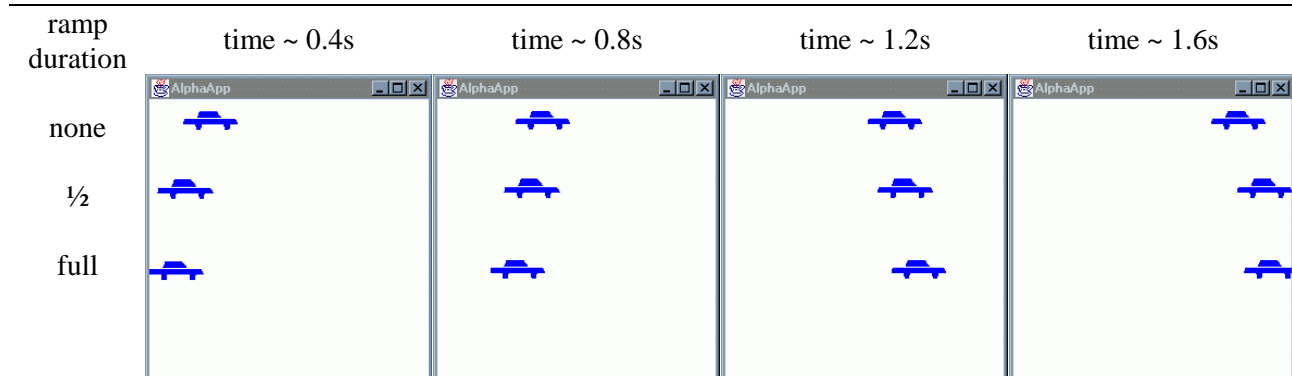 ramp
duration
time ~ 0.4s
time ~ 0.8s
time ~ 1.2s
time ~ 1.6s
AlphaApp
AlphaApp
AlphaApp
AlphaApp
none
½
full